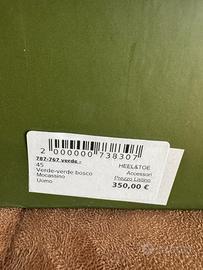 2 000000 738307
787-767 verde - HEEL&TOE
45 Accessori
Verde-verde bosco Prezzo Listino
Mocassino 350,00 €
Uomo